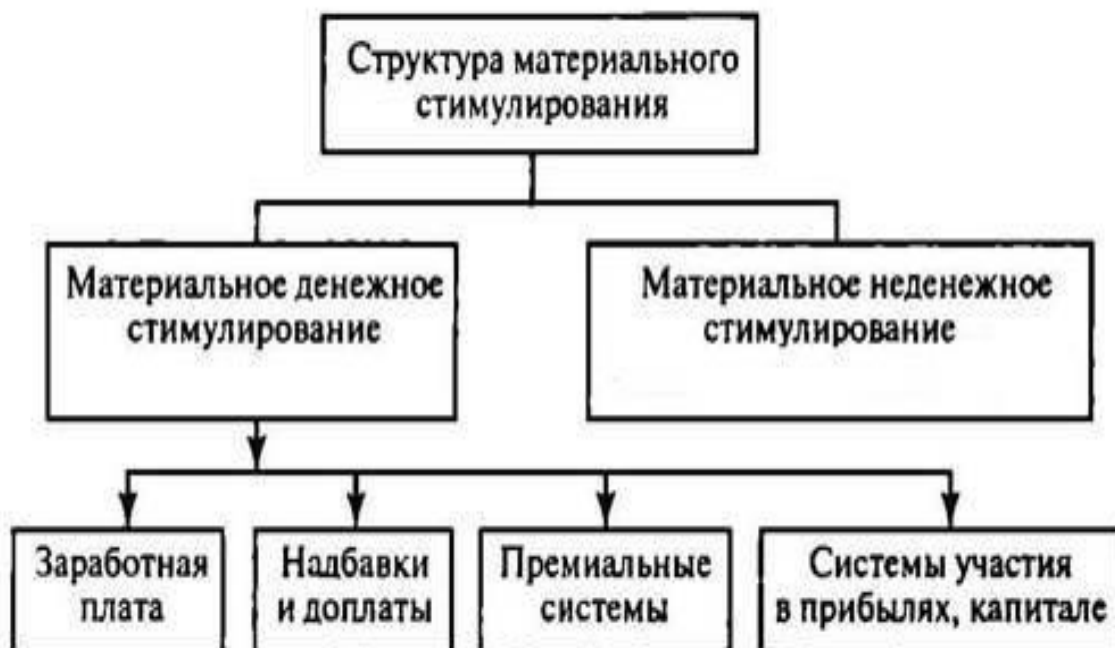 Структура материального
стимулирования
Материальное денежное
стимулирование
Материальное неденежное
стимулирование
Заработная
плата
Надбавки
и доплаты
Премиальные
системы
Системы участия
в прибылях, капитале